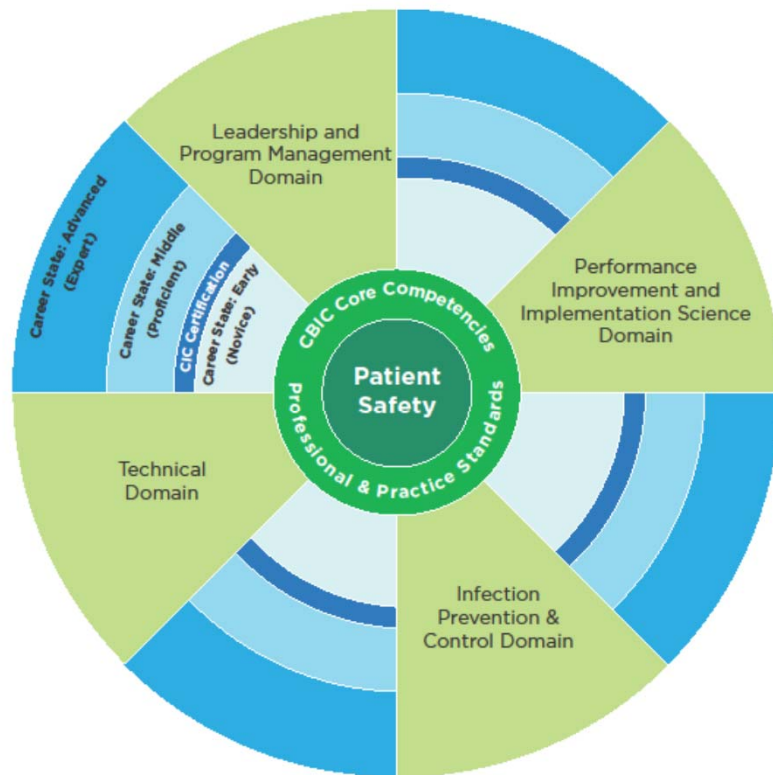 Leadership and
Program Management
Domain
Career State: Advanced
(Expert)
Career State: Middle
(Proficient)
CIC Certification
Career State: Early
(Novice)
Performance
Improvement and
Implementation Science
Domain
CBIC Core Competencies
Patient
Safety
Professional & Practice Standards
Technical
Domain
Infection
Prevention &
Control Domain